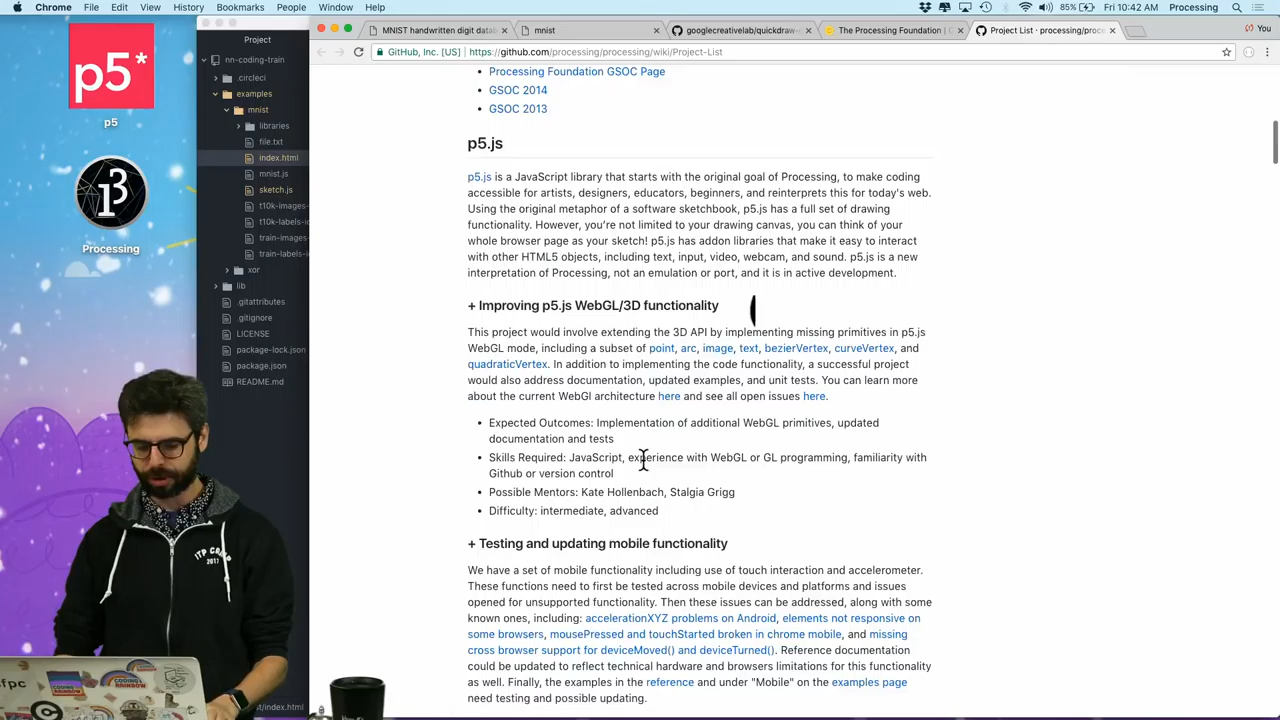 Chrome File Edit View History Bookmarks People Window Help
85% Fri 10:42 AM Processing
MNIST handwritten digit datab
mnist
googlecreativelab/quickdraw-
The Processing Foundation |
Project List · processing/proce
You
GitHub, Inc. [US] https://github.com/processing/processing/wiki/Project-List
p5*
p5
Processing
Project
nn-coding-train
.circleci
examples
mnist
libraries
file.txt
index.html
mnist.js
sketch.js
t10k-images-
t10k-labels-i
train-images-
train-labels-i
xor
lib
.gitattributes
.gitignore
LICENSE
package-lock.json
package.json
README.md
Processing Foundation GSOC Page
GSOC 2014
GSOC 2013
p5.js
p5.js is a JavaScript library that starts with the original goal of Processing, to make coding
accessible for artists, designers, educators, beginners, and reinterprets this for today's web.
Using the original metaphor of a software sketchbook, p5.js has a full set of drawing
functionality. However, you're not limited to your drawing canvas, you can think of your
whole browser page as your sketch! p5.js has addon libraries that make it easy to interact
with other HTML5 objects, including text, input, video, webcam, and sound. p5.js is a new
interpretation of Processing, not an emulation or port, and it is in active development.
+ Improving p5.js WebGL/3D functionality
This project would involve extending the 3D API by implementing missing primitives in p5.js
WebGL mode, including a subset of point, arc, image, text, bezierVertex, curveVertex, and
quadraticVertex. In addition to implementing the code functionality, a successful project
would also address documentation, updated examples, and unit tests. You can learn more
about the current WebGl architecture here and see all open issues here.
Expected Outcomes: Implementation of additional WebGL primitives, updated
documentation and tests
Skills Required: JavaScript, experience with WebGL or GL programming, familiarity with
Github or version control
Possible Mentors: Kate Hollenbach, Stalgia Grigg
Difficulty: intermediate, advanced
+ Testing and updating mobile functionality
We have a set of mobile functionality including use of touch interaction and accelerometer.
These functions need to first be tested across mobile devices and platforms and issues
opened for unsupported functionality. Then these issues can be addressed, along with some
known ones, including: accelerationXYZ problems on Android, elements not responsive on
some browsers, mousePressed and touchStarted broken in chrome mobile, and missing
cross browser support for deviceMoved() and deviceTurned(). Reference documentation
could be updated to reflect technical hardware and browsers limitations for this functionality
as well. Finally, the examples in the reference and under "Mobile" on the examples page
need testing and possible updating.
ITP CAMP
2017
sfpc
CODING
RAINBOW
st/index.html